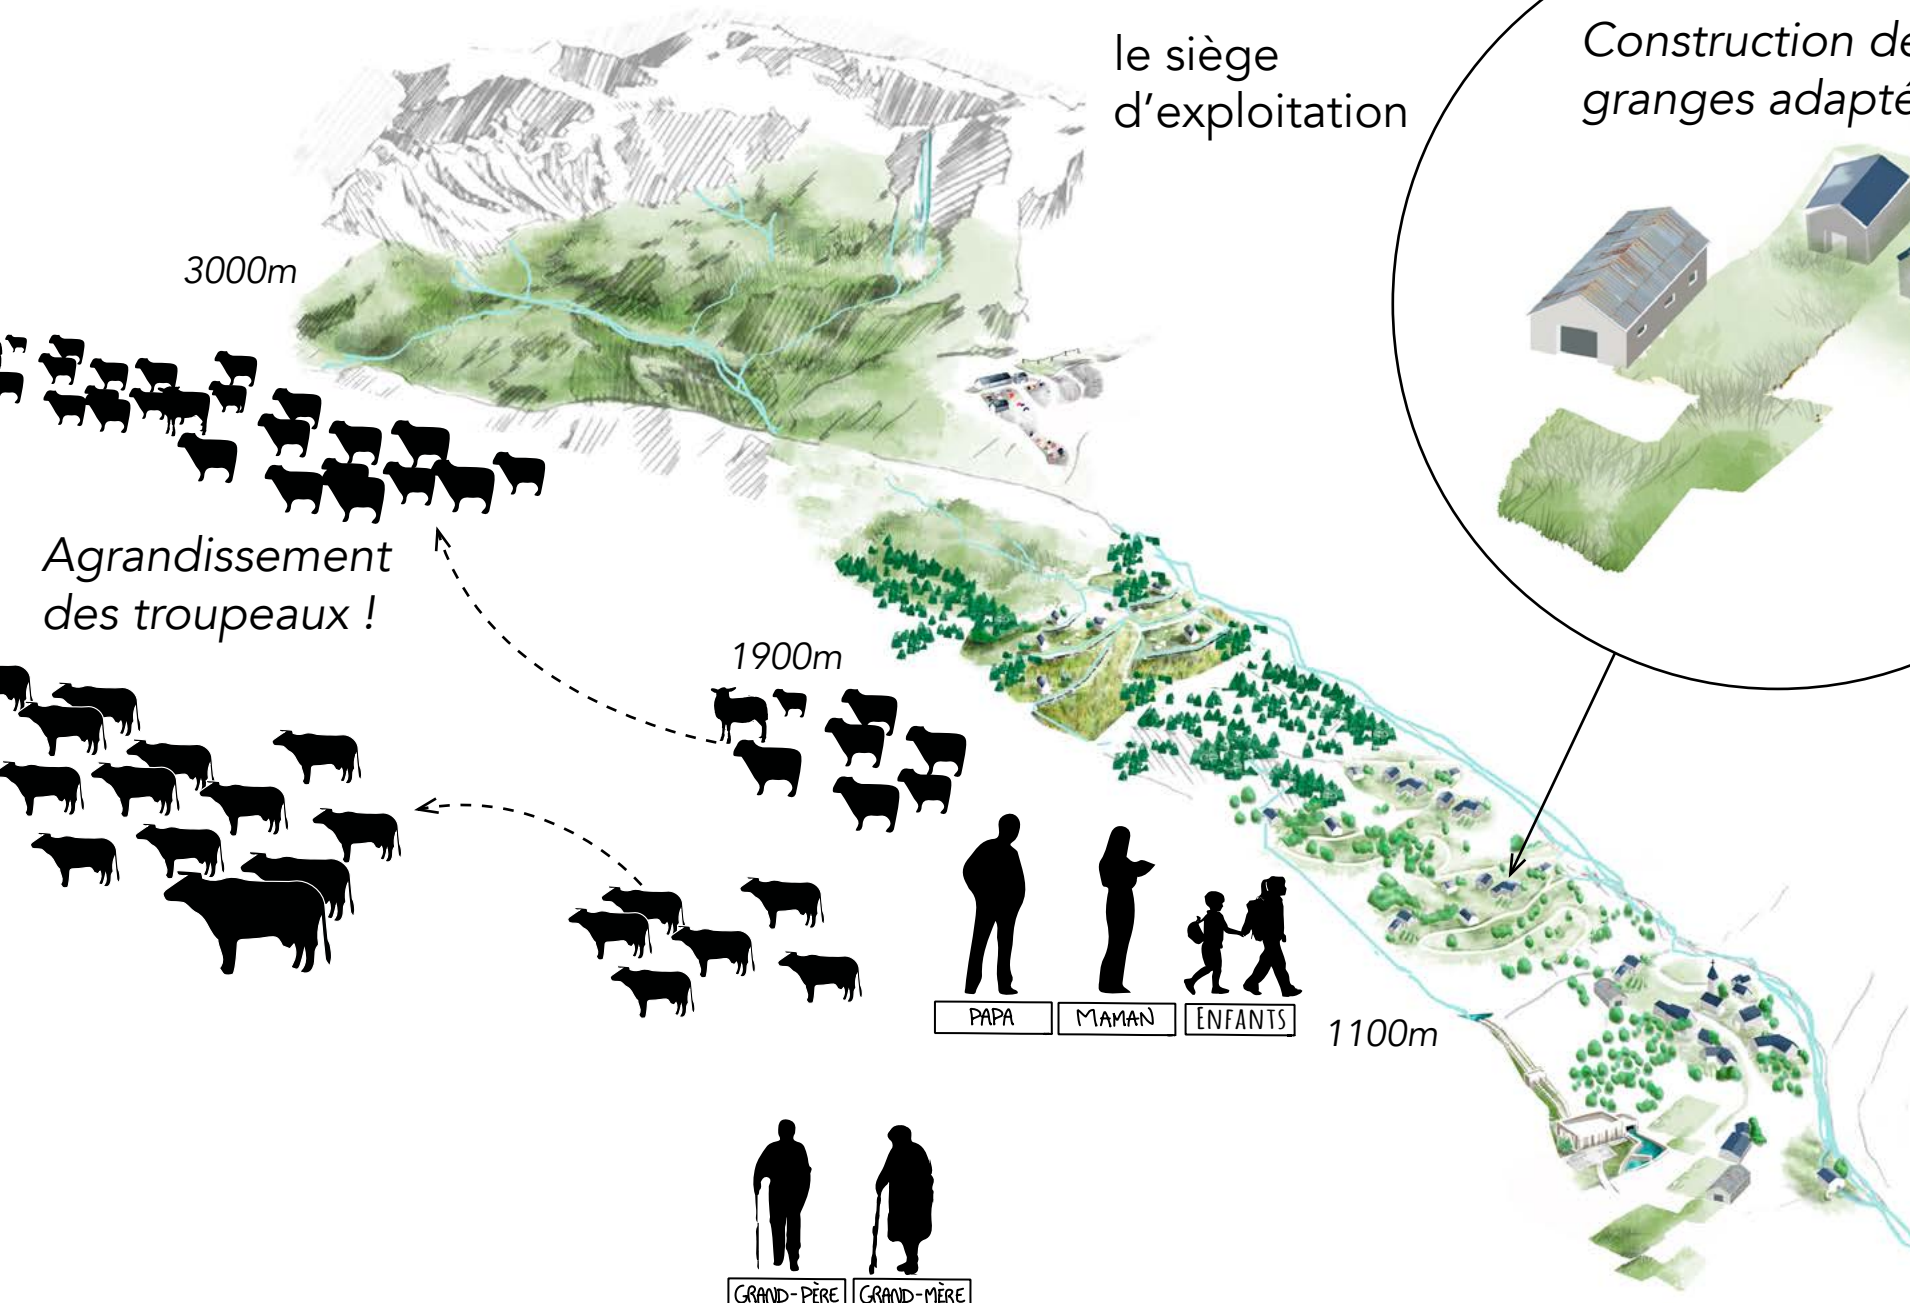 le siège
d’exploitation
Construction de
granges adapté
3000m
Agrandissement
des troupeaux !
1900m
PAPA
MAMAN
ENFANTS
1100m
GRAND-PÈRE
GRAND-MÈRE